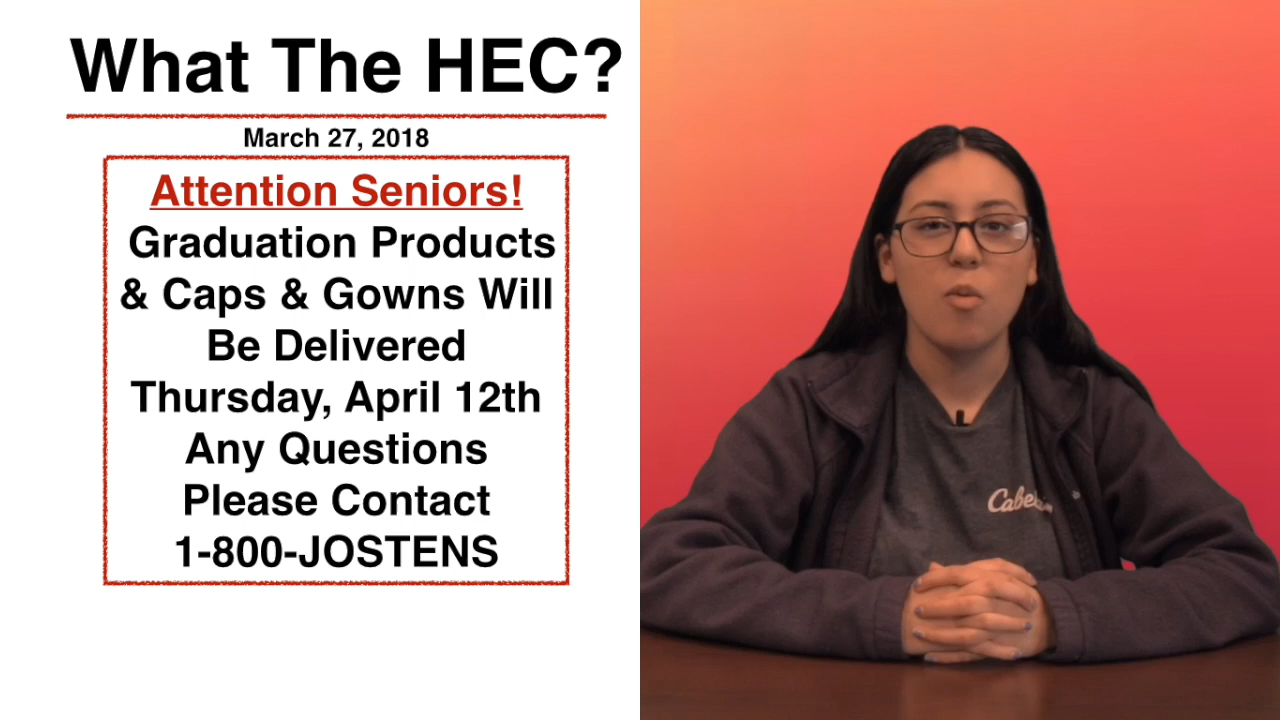 What The HEC?
March 27, 2018
Attention Seniors!
Graduation Products
& Caps & Gowns Will
Be Delivered
Thursday, April 12th
Any Questions
Please Contact
1-800-JOSTENS